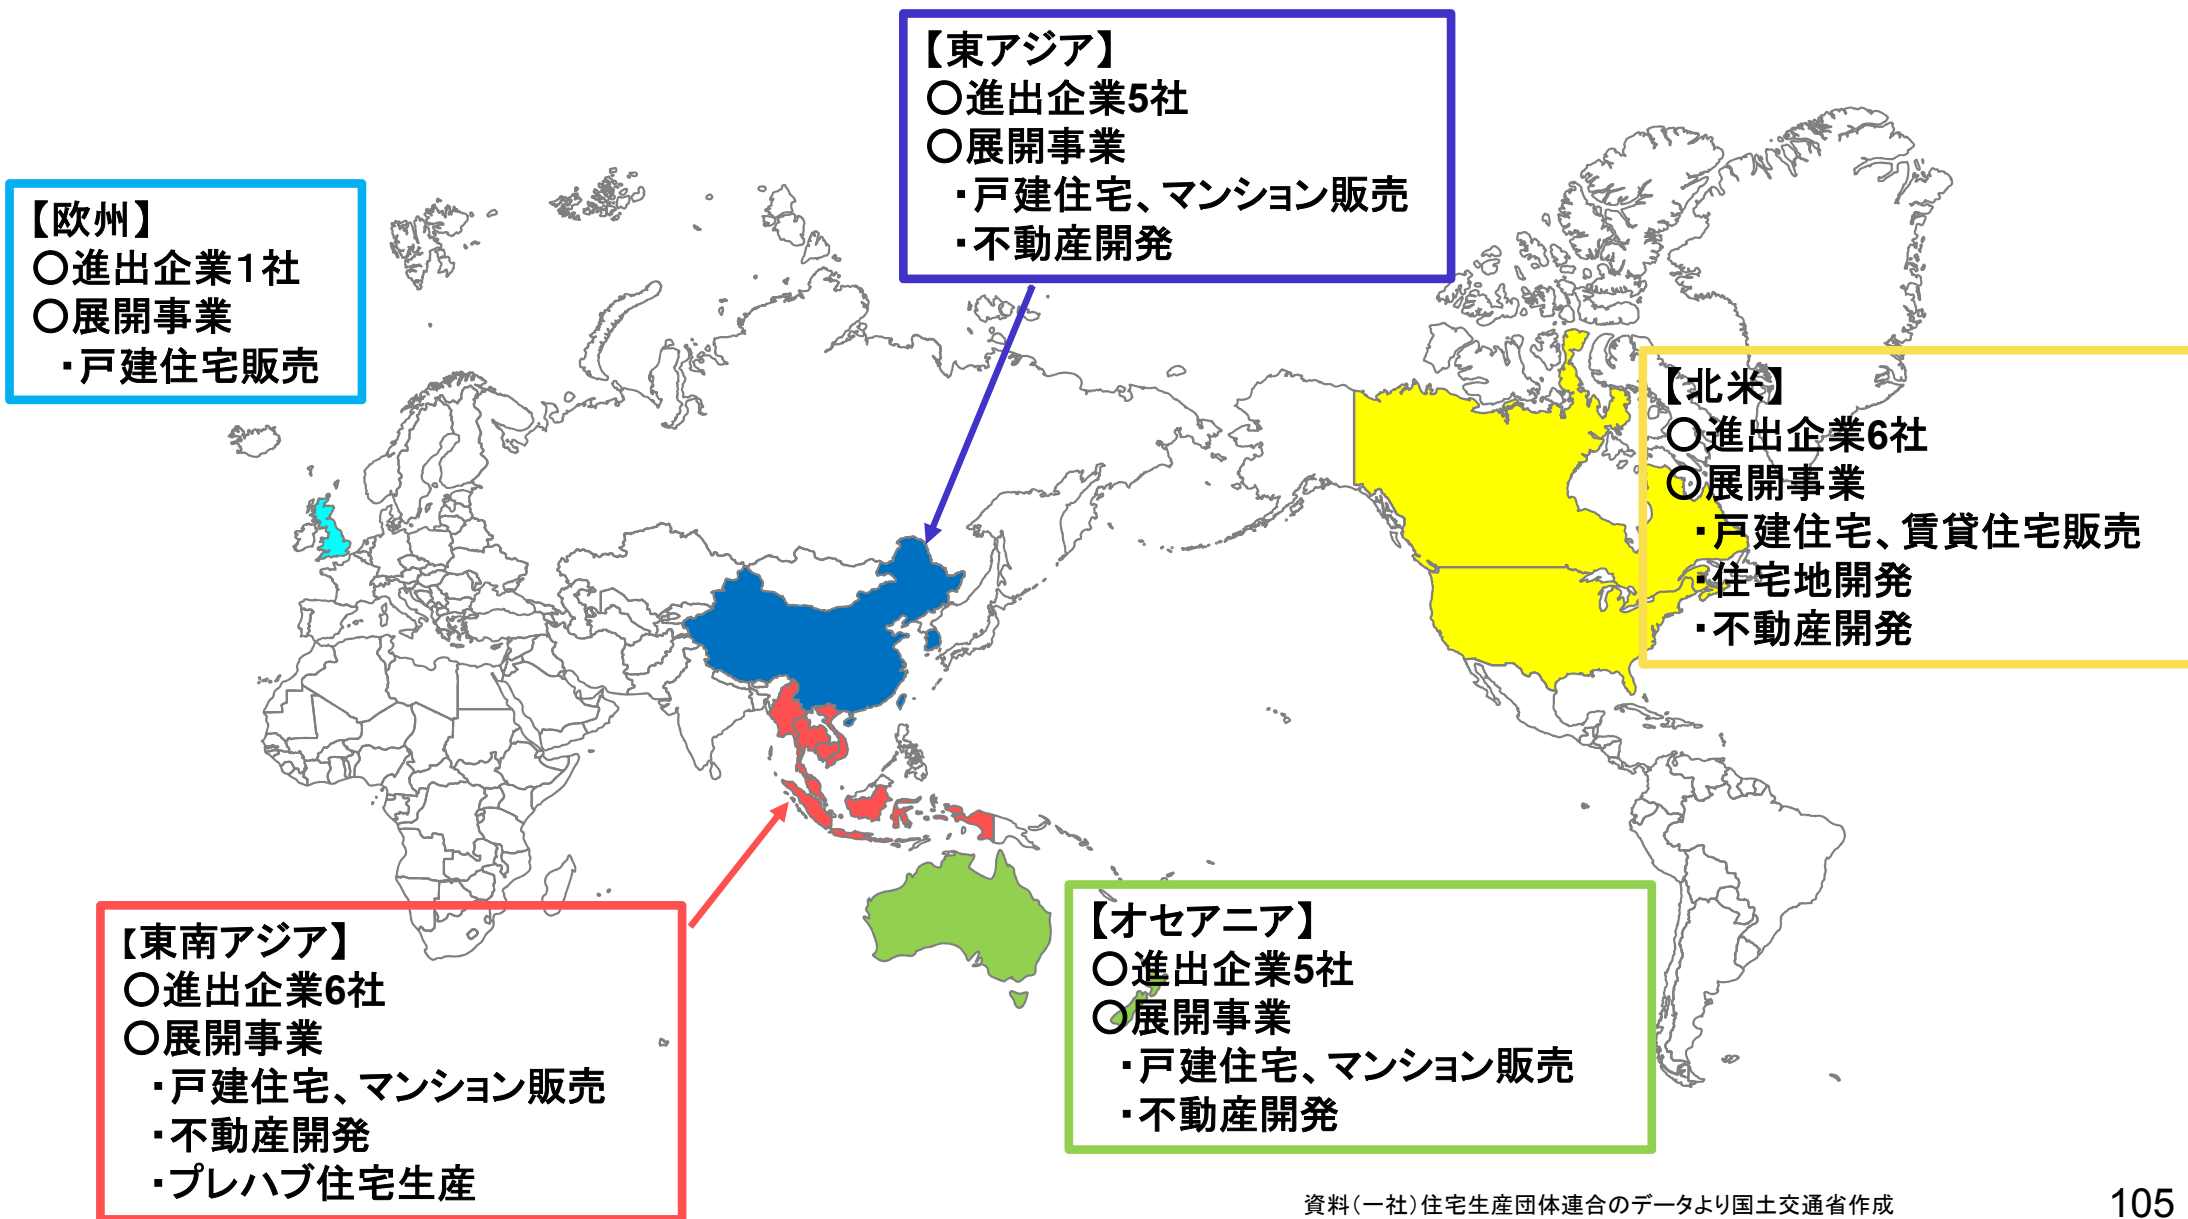 【東アジア】
○進出企業5社
○展開事業
・戸建住宅、マンション販売
・不動産開発
【欧州】
○進出企業１社
○展開事業
・戸建住宅販売
【北米】
○進出企業6社
○展開事業
・戸建住宅、賃貸住宅販売
・住宅地開発
・不動産開発
【東南アジア】
○進出企業6社
○展開事業
・戸建住宅、マンション販売
・不動産開発
・プレハブ住宅生産
【オセアニア】
○進出企業5社
○展開事業
・戸建住宅、マンション販売
・不動産開発
資料（一社）住宅生産団体連合のデータより国土交通省作成
105